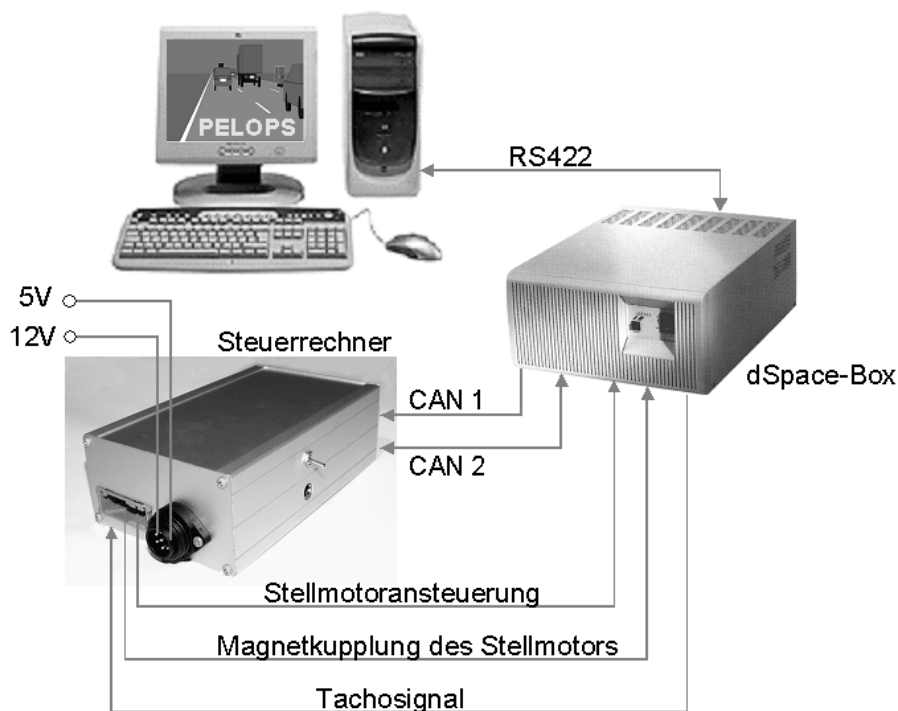 PELOPS
RS422
5V
12V
Steuerrechner
dSpace-Box
CAN 1
CAN 2
Stellmotoransteuerung
Magnetkupplung des Stellmotors
Tachosignal